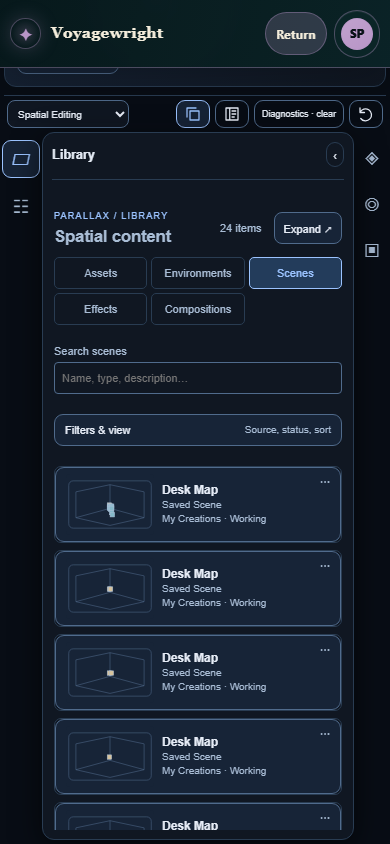 Voyagewright
Return
SP
Spatial Editing
Diagnostics · clear
Library
‹
PARALLAX / LIBRARY
Spatial content
24 items
Expand ↗
Assets
Environments
Scenes
Effects
Compositions
Search scenes
Name, type, description...
Filters & view
Source, status, sort
Desk Map
Saved Scene
My Creations · Working
...
Desk Map
Saved Scene
My Creations · Working
...
Desk Map
Saved Scene
My Creations · Working
...
Desk Map
Saved Scene
My Creations · Working
...
Desk Map
...